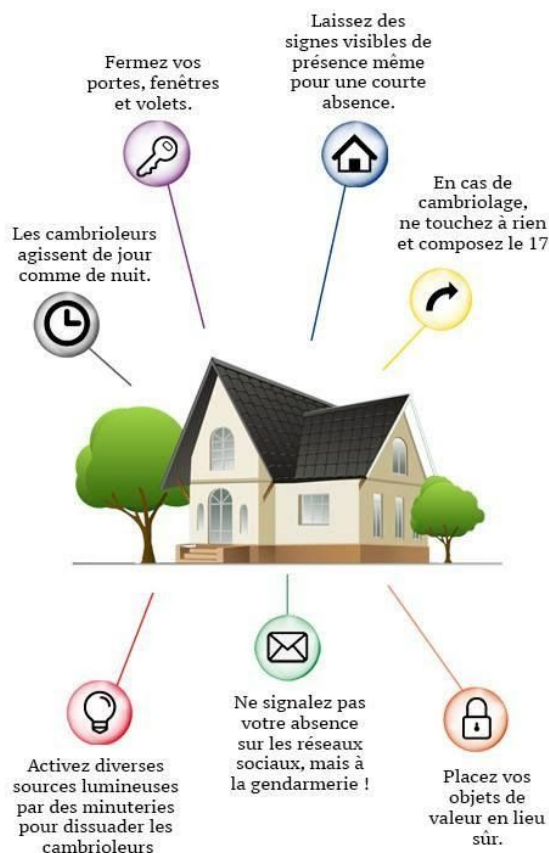 Laissez des
signes visibles de
présence même
pour une courte
absence.
Fermez vos
portes, fenêtres
et volets.
En cas de
cambriolage,
ne touchez à rien
et composez le 17
Les cambrioleurs
agissent de jour
comme de nuit.
Ne signalez pas
votre absence
sur les réseaux
sociaux, mais à
la gendarmerie !
Activez diverses
sources lumineuses
par des minuteries
pour dissuader les
cambrioleurs
Placez vos
objets de
valeur en lieu
sûr.